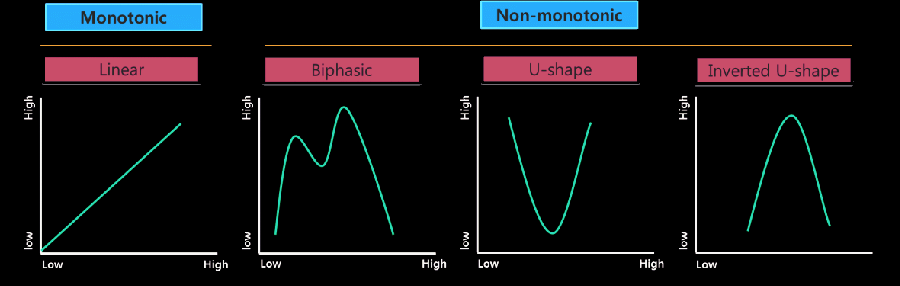 Monotonic
Non-monotonic
Linear
Biphasic
U-shape
Inverted U-shape
High
High
High
High
low
low
low
low
Low
High
Low
High
Low
High
Low